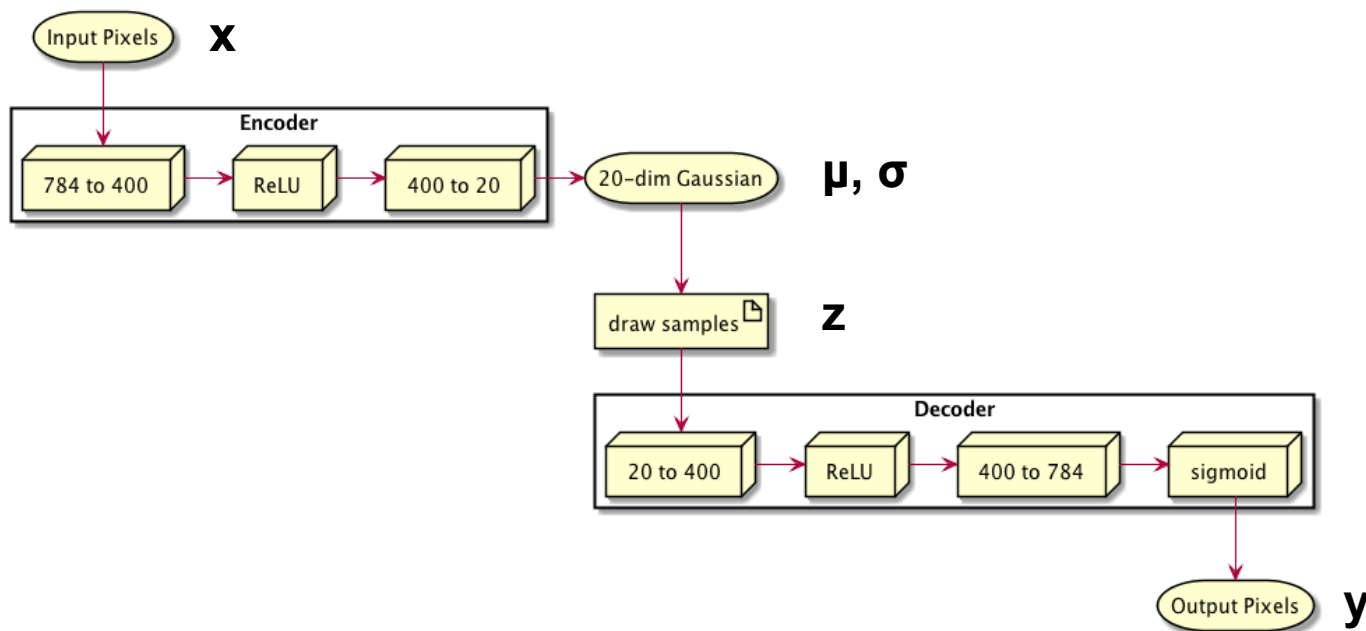 Input Pixels
x
Encoder
784 to 400
ReLU
400 to 20
20-dim Gaussian
μ, σ
draw samples
z
Decoder
20 to 400
ReLU
400 to 784
sigmoid
Output Pixels
y